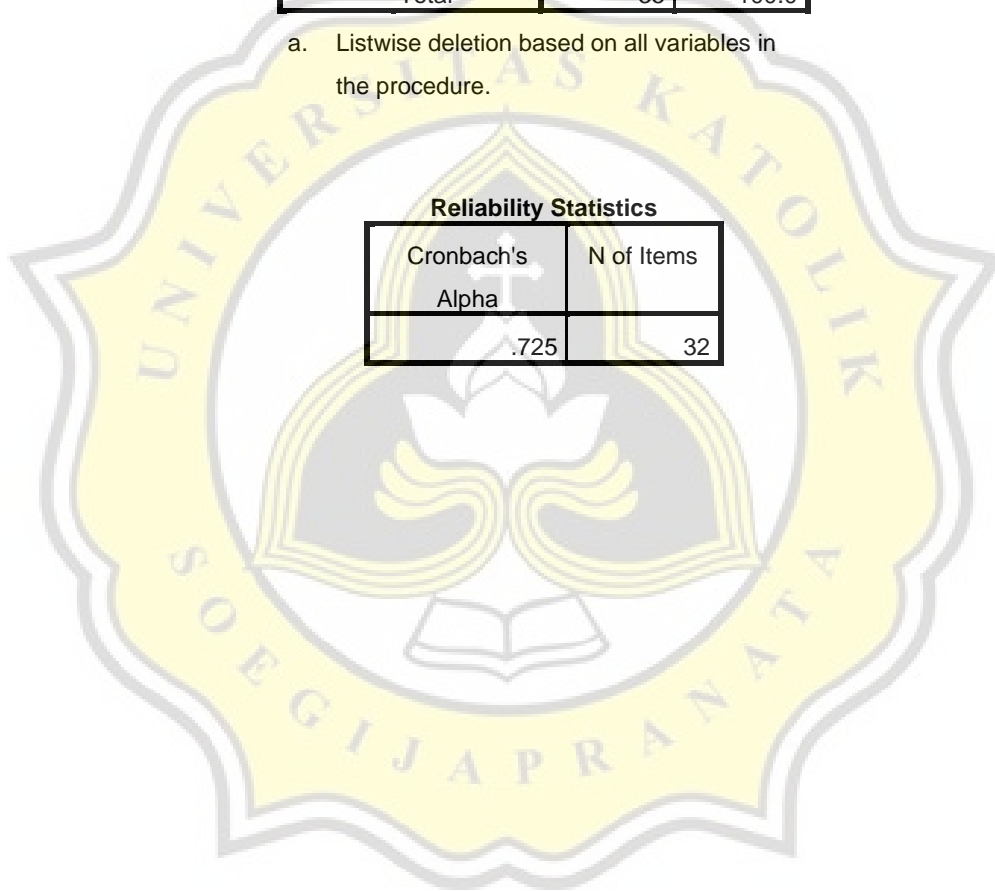 a. Listwise deletion based on all variables in
the procedure.
Reliability Statistics
Cronbach's N of Items
Alpha
.725 32
UNIVERSITAS KATOLIK
SOEGIJAPRANATA